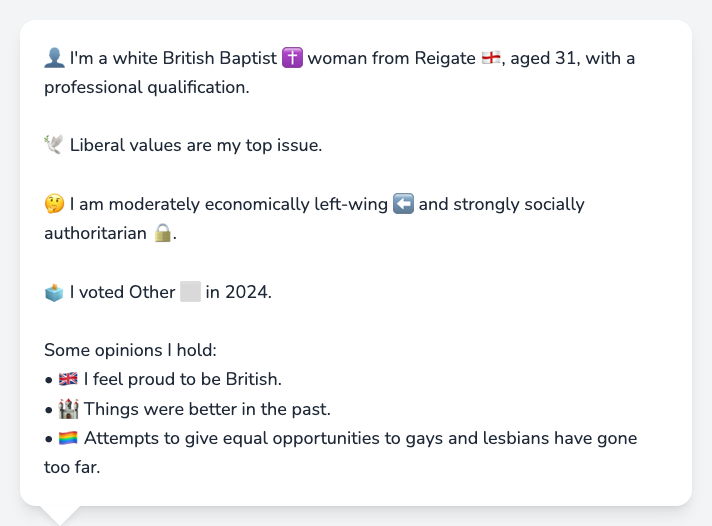 👤 I'm a white British Baptist ✝️ woman from Reigate 🏴󠁧󠁢󠁥󠁮󠁧󠁿, aged 31, with a
professional qualification.
🕊️ Liberal values are my top issue.
🤔 I am moderately economically left-wing ⬅️ and strongly socially
authoritarian 🔒.
🗳️ I voted Other ⬜ in 2024.
Some opinions I hold:
• 🇬🇧 I feel proud to be British.
• 🏰 Things were better in the past.
• 🏳️‍🌈 Attempts to give equal opportunities to gays and lesbians have gone
too far.